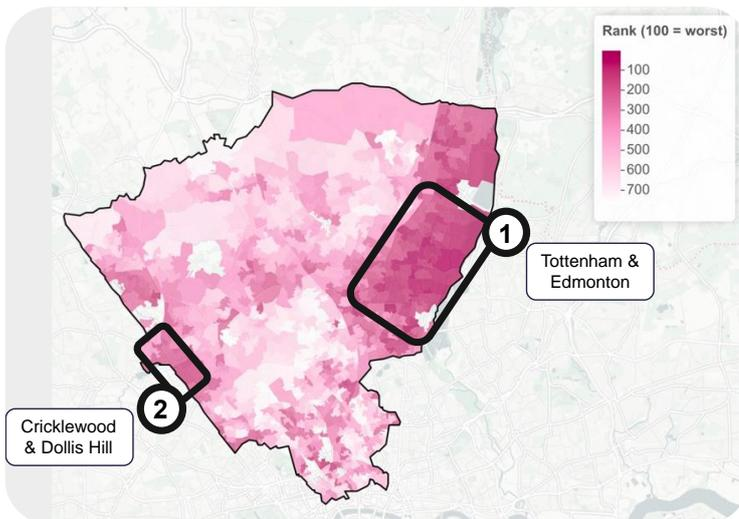 Rank (100 = worst)
100
200
300
400
500
600
700
1
Tottenham &
Edmonton
2
Cricklewood
& Dollis Hill